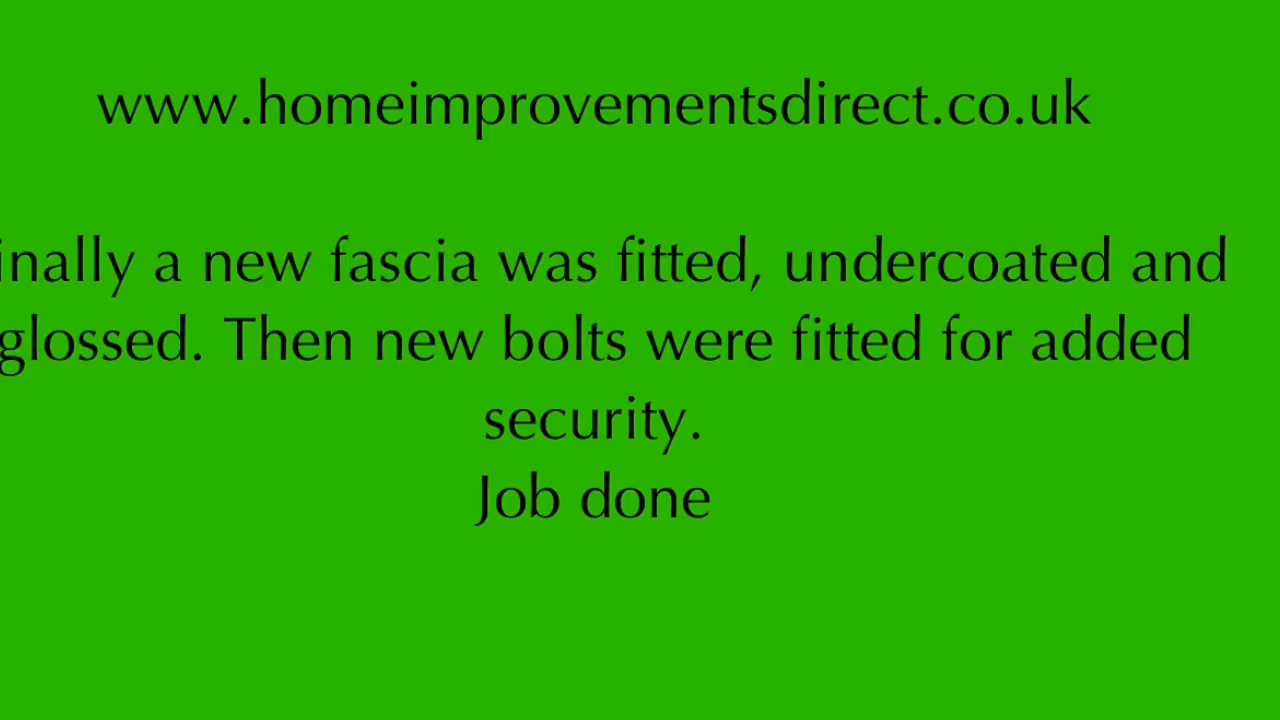 www.homeimprovementsdirect.co.uk
inally a new fascia was fitted, undercoated and
glossed. Then new bolts were fitted for added
security.
Job done